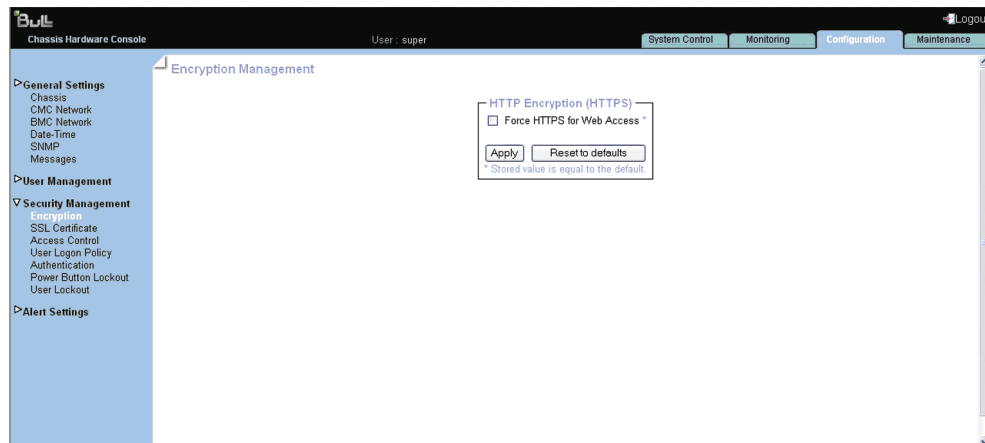 Bull
Logou
Chassis Hardware Console
User : super
System Control
Monitoring
Configuration
Maintenance
Encryption Management
General Settings
Chassis
CMC Network
BMC Network
Date-Time
SNMP
Messages
User Management
Security Management
Encryption
SSL Certificate
Access Control
User Logon Policy
Authentication
Power Button Lockout
User Lockout
Alert Settings
HTTP Encryption (HTTPS)
Force HTTPS for Web Access *
Apply
Reset to defaults
* Stored value is equal to the default.